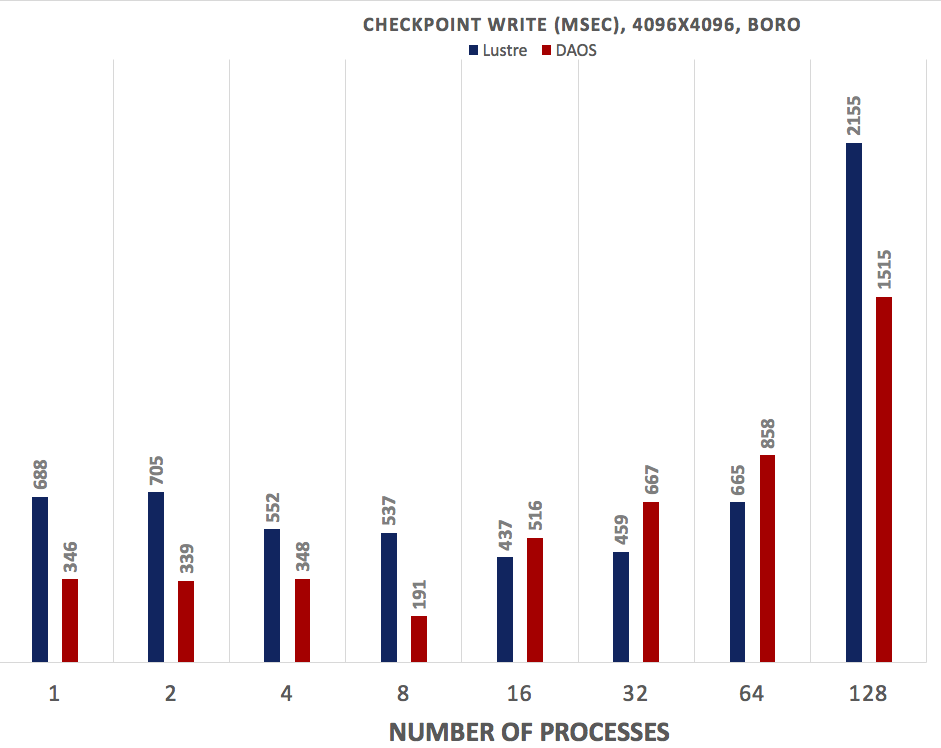 CHECKPOINT WRITE (MSEC), 4096X4096, BORO
Lustre DAOS
688 346 705 339 552 348 537 191 437 516 459 667 665 858 2155 1515
1 2 4 8 16 32 64 128
NUMBER OF PROCESSES